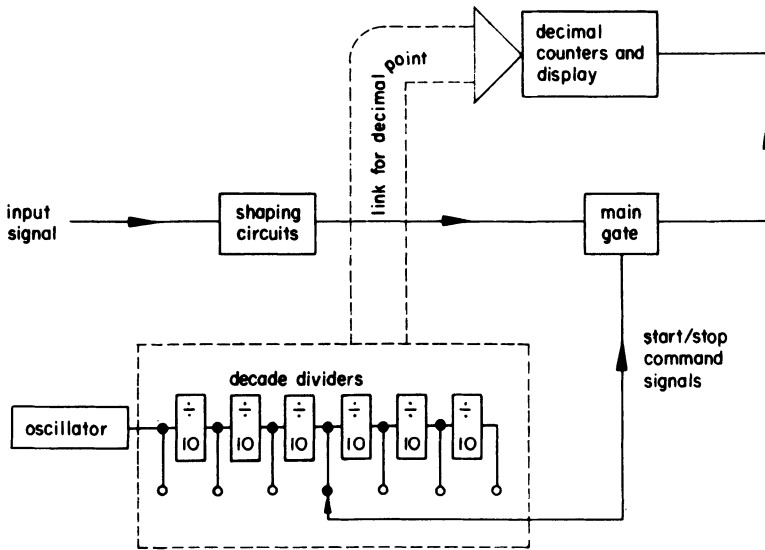 decimal
counters and
display
link for decimal point
input
signal
shaping
circuits
main
gate
start/stop
command
signals
decade dividers
oscillator
÷ ÷ ÷ ÷ ÷ ÷
10 10 10 10 10 10